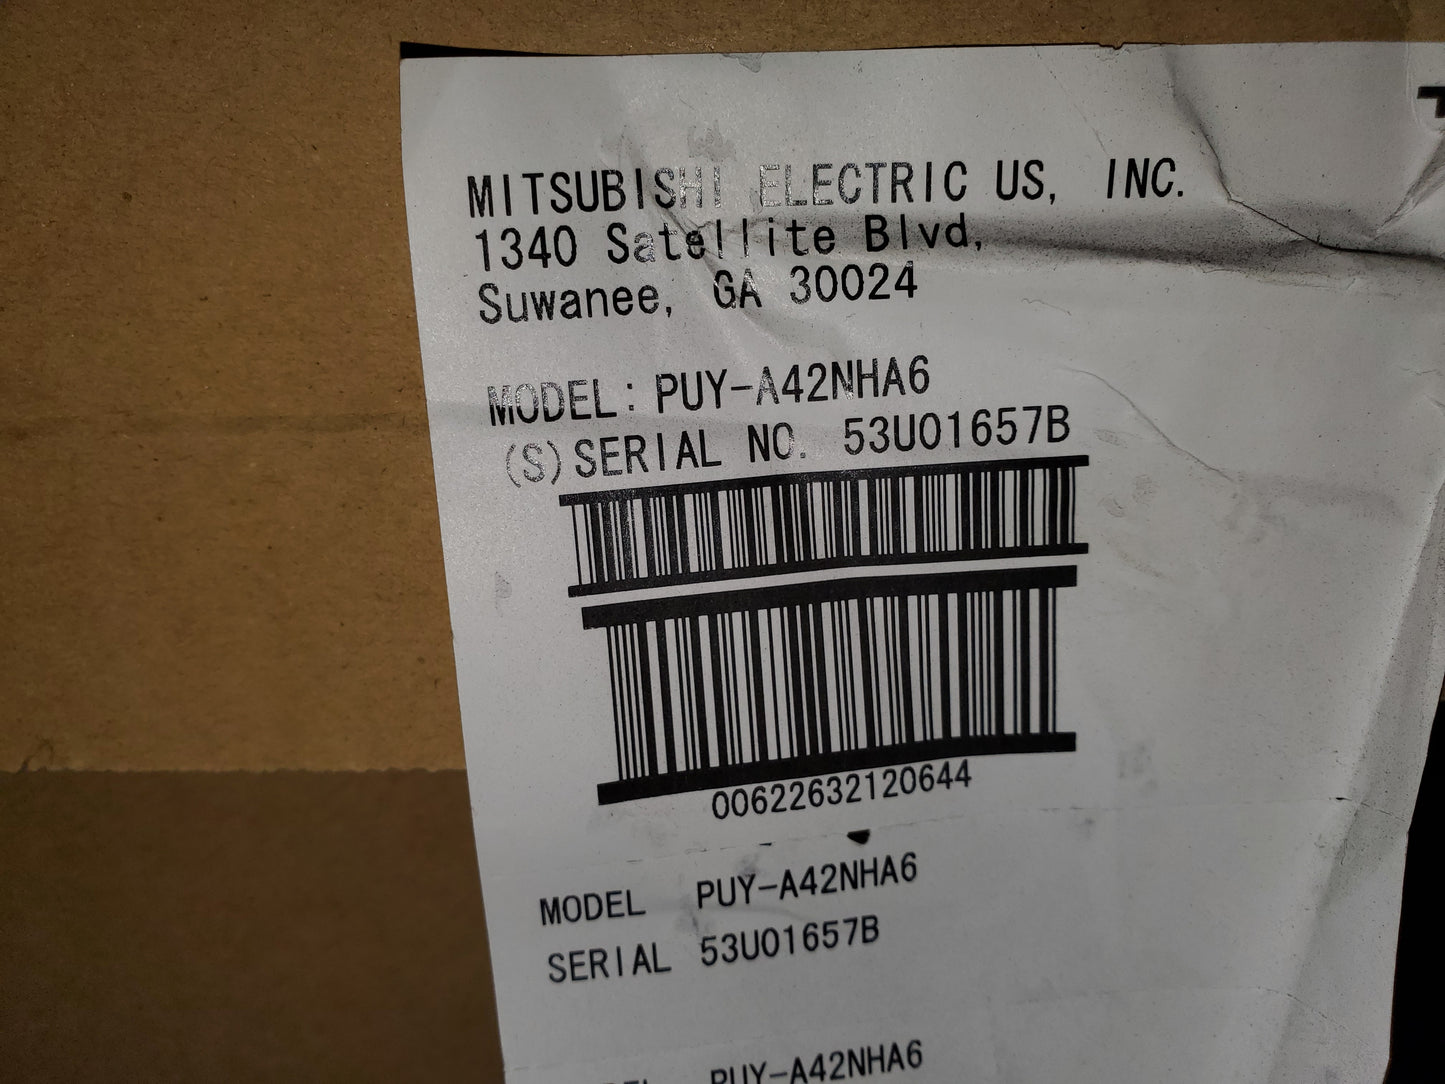 MITSUBISHI ELECTRIC US, INC.
1340 Satellite Blvd,
Suwanee, GA 30024
MODEL: PUY-A42NHA6
(S) SERIAL NO. 53U01657B
00622632120644
MODEL PUY-A42NHA6
SERIAL 53U01657B
PUY-A42NHA6